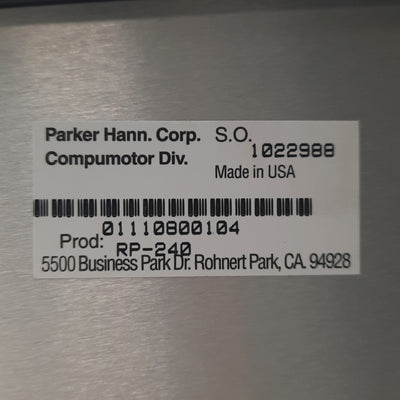 Parker Hann. Corp. S.O.
1022988
Compumotor Div.
Made in USA
01110800104
Prod: RP-240
5500 Business Park Dr. Rohnert Park, CA. 94928